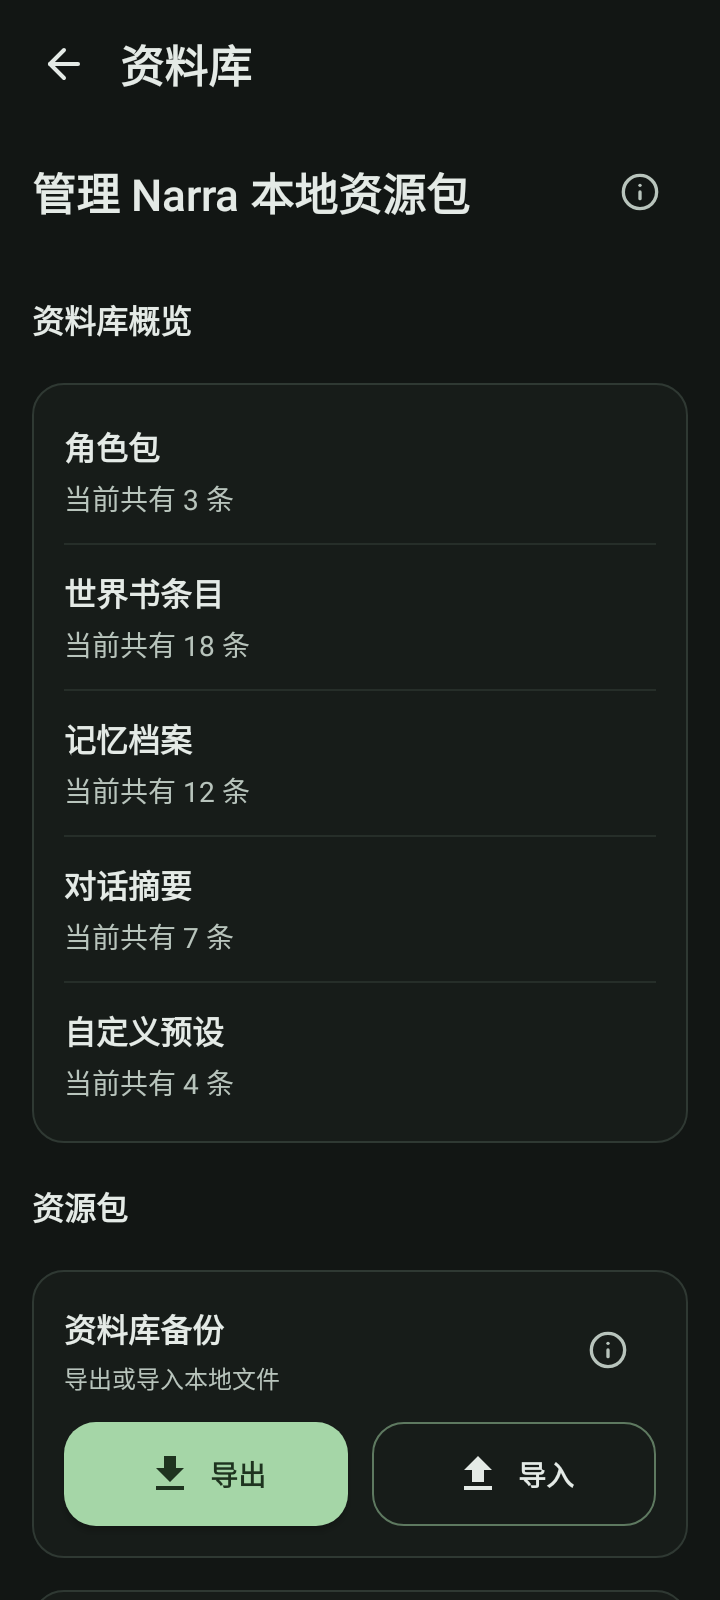 资料库
管理 Narra 本地资源包
资料库概览
角色包
当前共有 3 条
世界书条目
当前共有 18 条
记忆档案
当前共有 12 条
对话摘要
当前共有 7 条
自定义预设
当前共有 4 条
资源包
资料库备份
导出或导入本地文件
导出
导入